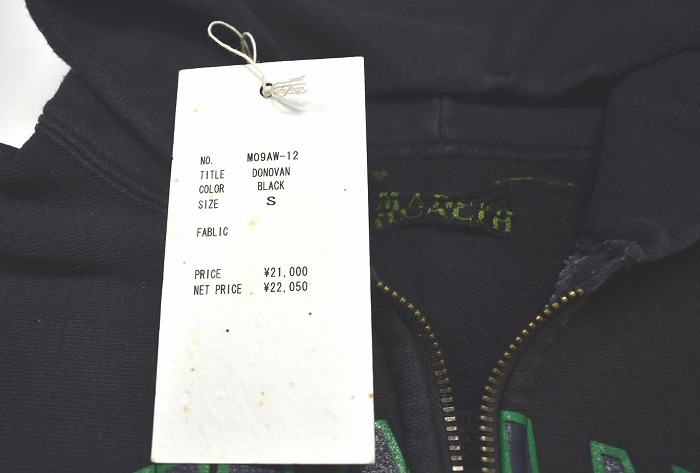 NO. M09AW-12
TITLE DONOVAN
COLOR BLACK
SIZE S
FABLIC
PRICE ¥21,000
NET PRICE ¥22,050